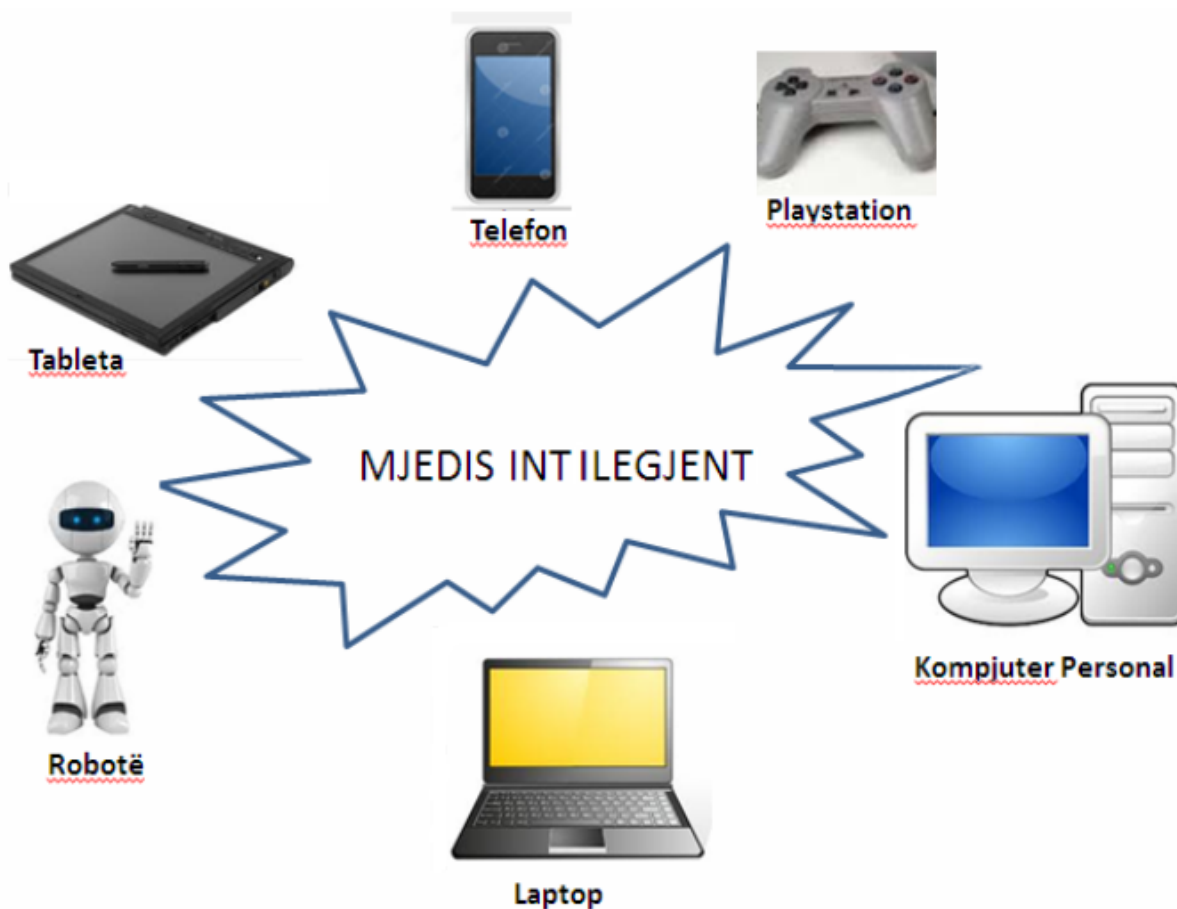 Telefon
Playstation
Tableta
MJEDIS INT ILEGJENT
Kompjuter Personal
Robotë
Laptop